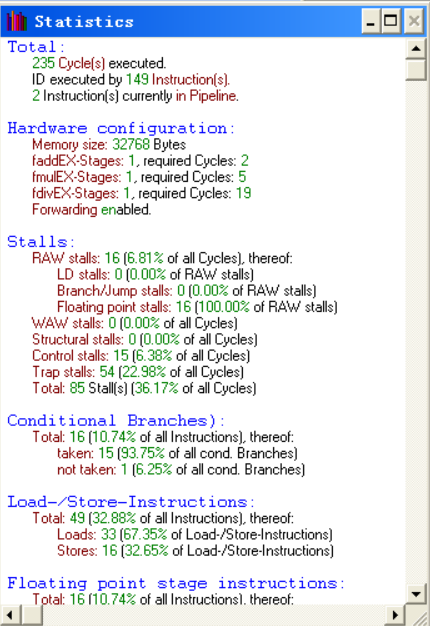 Statistics
Total:
235 Cycle(s) executed.
ID executed by 149 Instruction(s).
2 Instruction(s) currently in Pipeline.
Hardware configuration:
Memory size: 32768 Bytes
faddEX-Stages: 1, required Cycles: 2
fmulEX-Stages: 1, required Cycles: 5
fdivEX-Stages: 1, required Cycles: 19
Forwarding enabled.
Stalls:
RAW stalls: 16 (6.81% of all Cycles), thereof:
LD stalls: 0 (0.00% of RAW stalls)
Branch/Jump stalls: 0 (0.00% of RAW stalls)
Floating point stalls: 16 (100.00% of RAW stalls)
WAW stalls: 0 (0.00% of all Cycles)
Structural stalls: 0 (0.00% of all Cycles)
Control stalls: 15 (6.38% of all Cycles)
Trap stalls: 54 (22.98% of all Cycles)
Total: 85 Stall(s) (36.17% of all Cycles)
Conditional Branches):
Total: 16 (10.74% of all Instructions), thereof:
taken: 15 (93.75% of all cond. Branches)
not taken: 1 (6.25% of all cond. Branches)
Load-/Store-Instructions:
Total: 49 (32.88% of all Instructions), thereof:
Loads: 33 (67.35% of Load-/Store-Instructions)
Stores: 16 (32.65% of Load-/Store-Instructions)
Floating point stage instructions:
Total: 16 (10.74% of all Instructions), thereof: